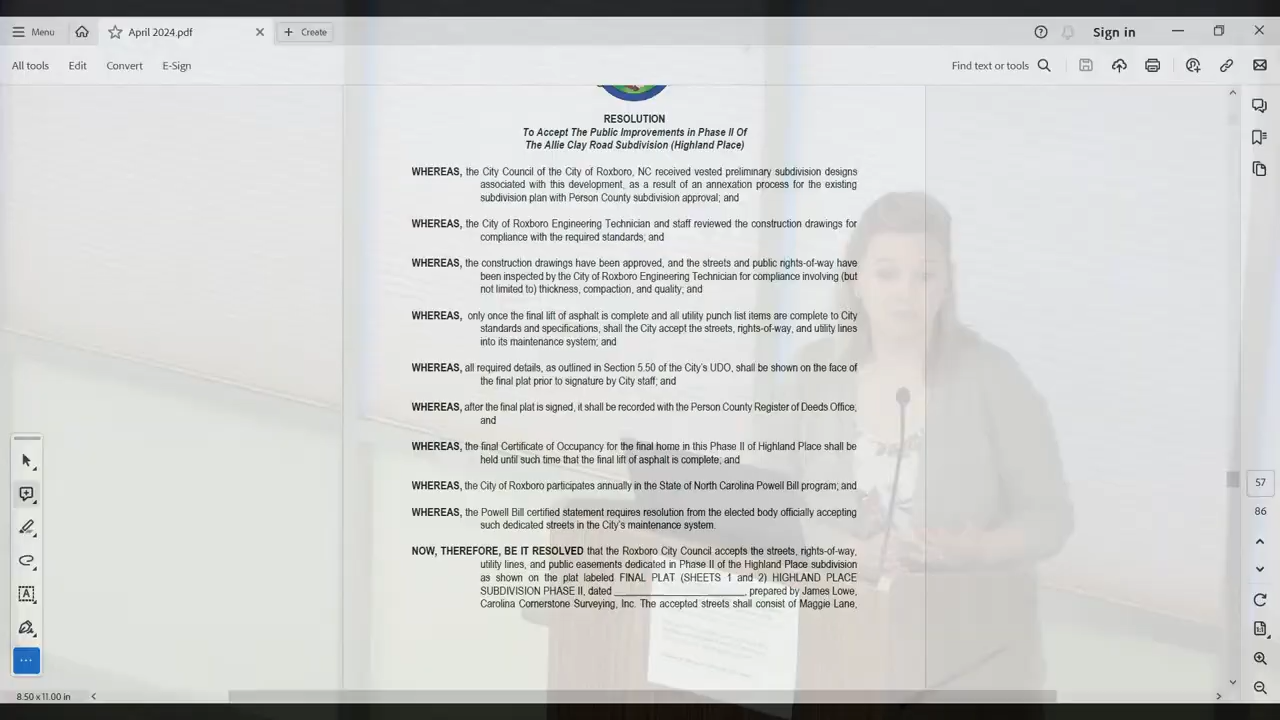 Menu
April 2024.pdf
Create
Sign in
All tools
Edit
Convert
E-Sign
Find text or tools
RESOLUTION
To Accept The Public Improvements in Phase II Of
The Allie Clay Road Subdivision (Highland Place)
WHEREAS, the City Council of the City of Roxboro, NC received vested preliminary subdivision designs
associated with this development, as a result of an annexation process for the existing
subdivision plan with Person County subdivision approval; and
WHEREAS, the City of Roxboro Engineering Technician and staff reviewed the construction drawings for
compliance with the required standards; and
WHEREAS, the construction drawings have been approved, and the streets and public rights-of-way have
been inspected by the City of Roxboro Engineering Technician for compliance involving (but
not limited to) thickness, compaction, and quality; and
WHEREAS, only once the final lift of asphalt is complete and all utility punch list items are complete to City
standards and specifications, shall the City accept the streets, rights-of-way, and utility lines
into its maintenance system; and
WHEREAS, all required details, as outlined in Section 5.50 of the City's UDO, shall be shown on the face of
the final plat prior to signature by City staff; and
WHEREAS, after the final plat is signed, it shall be recorded with the Person County Register of Deeds Office,
and
WHEREAS, the final Certificate of Occupancy for the final home in this Phase II of Highland Place shall be
held until such time that the final lift of asphalt is complete; and
WHEREAS, the City of Roxboro participates annually in the State of North Carolina Powell Bill program; and
WHEREAS, the Powell Bill certified statement requires resolution from the elected body officially accepting
such dedicated streets in the City's maintenance system.
NOW, THEREFORE, BE IT RESOLVED that the Roxboro City Council accepts the streets, rights-of-way,
utility lines, and public easements dedicated in Phase II of the Highland Place subdivision
as shown on the plat labeled FINAL PLAT (SHEETS 1 and 2) HIGHLAND PLACE
SUBDIVISION PHASE II, dated ________________________, prepared by James Lowe,
Carolina Cornerstone Surveying, Inc. The accepted streets shall consist of Maggie Lane,
57
86
8.50 x 11.00 in